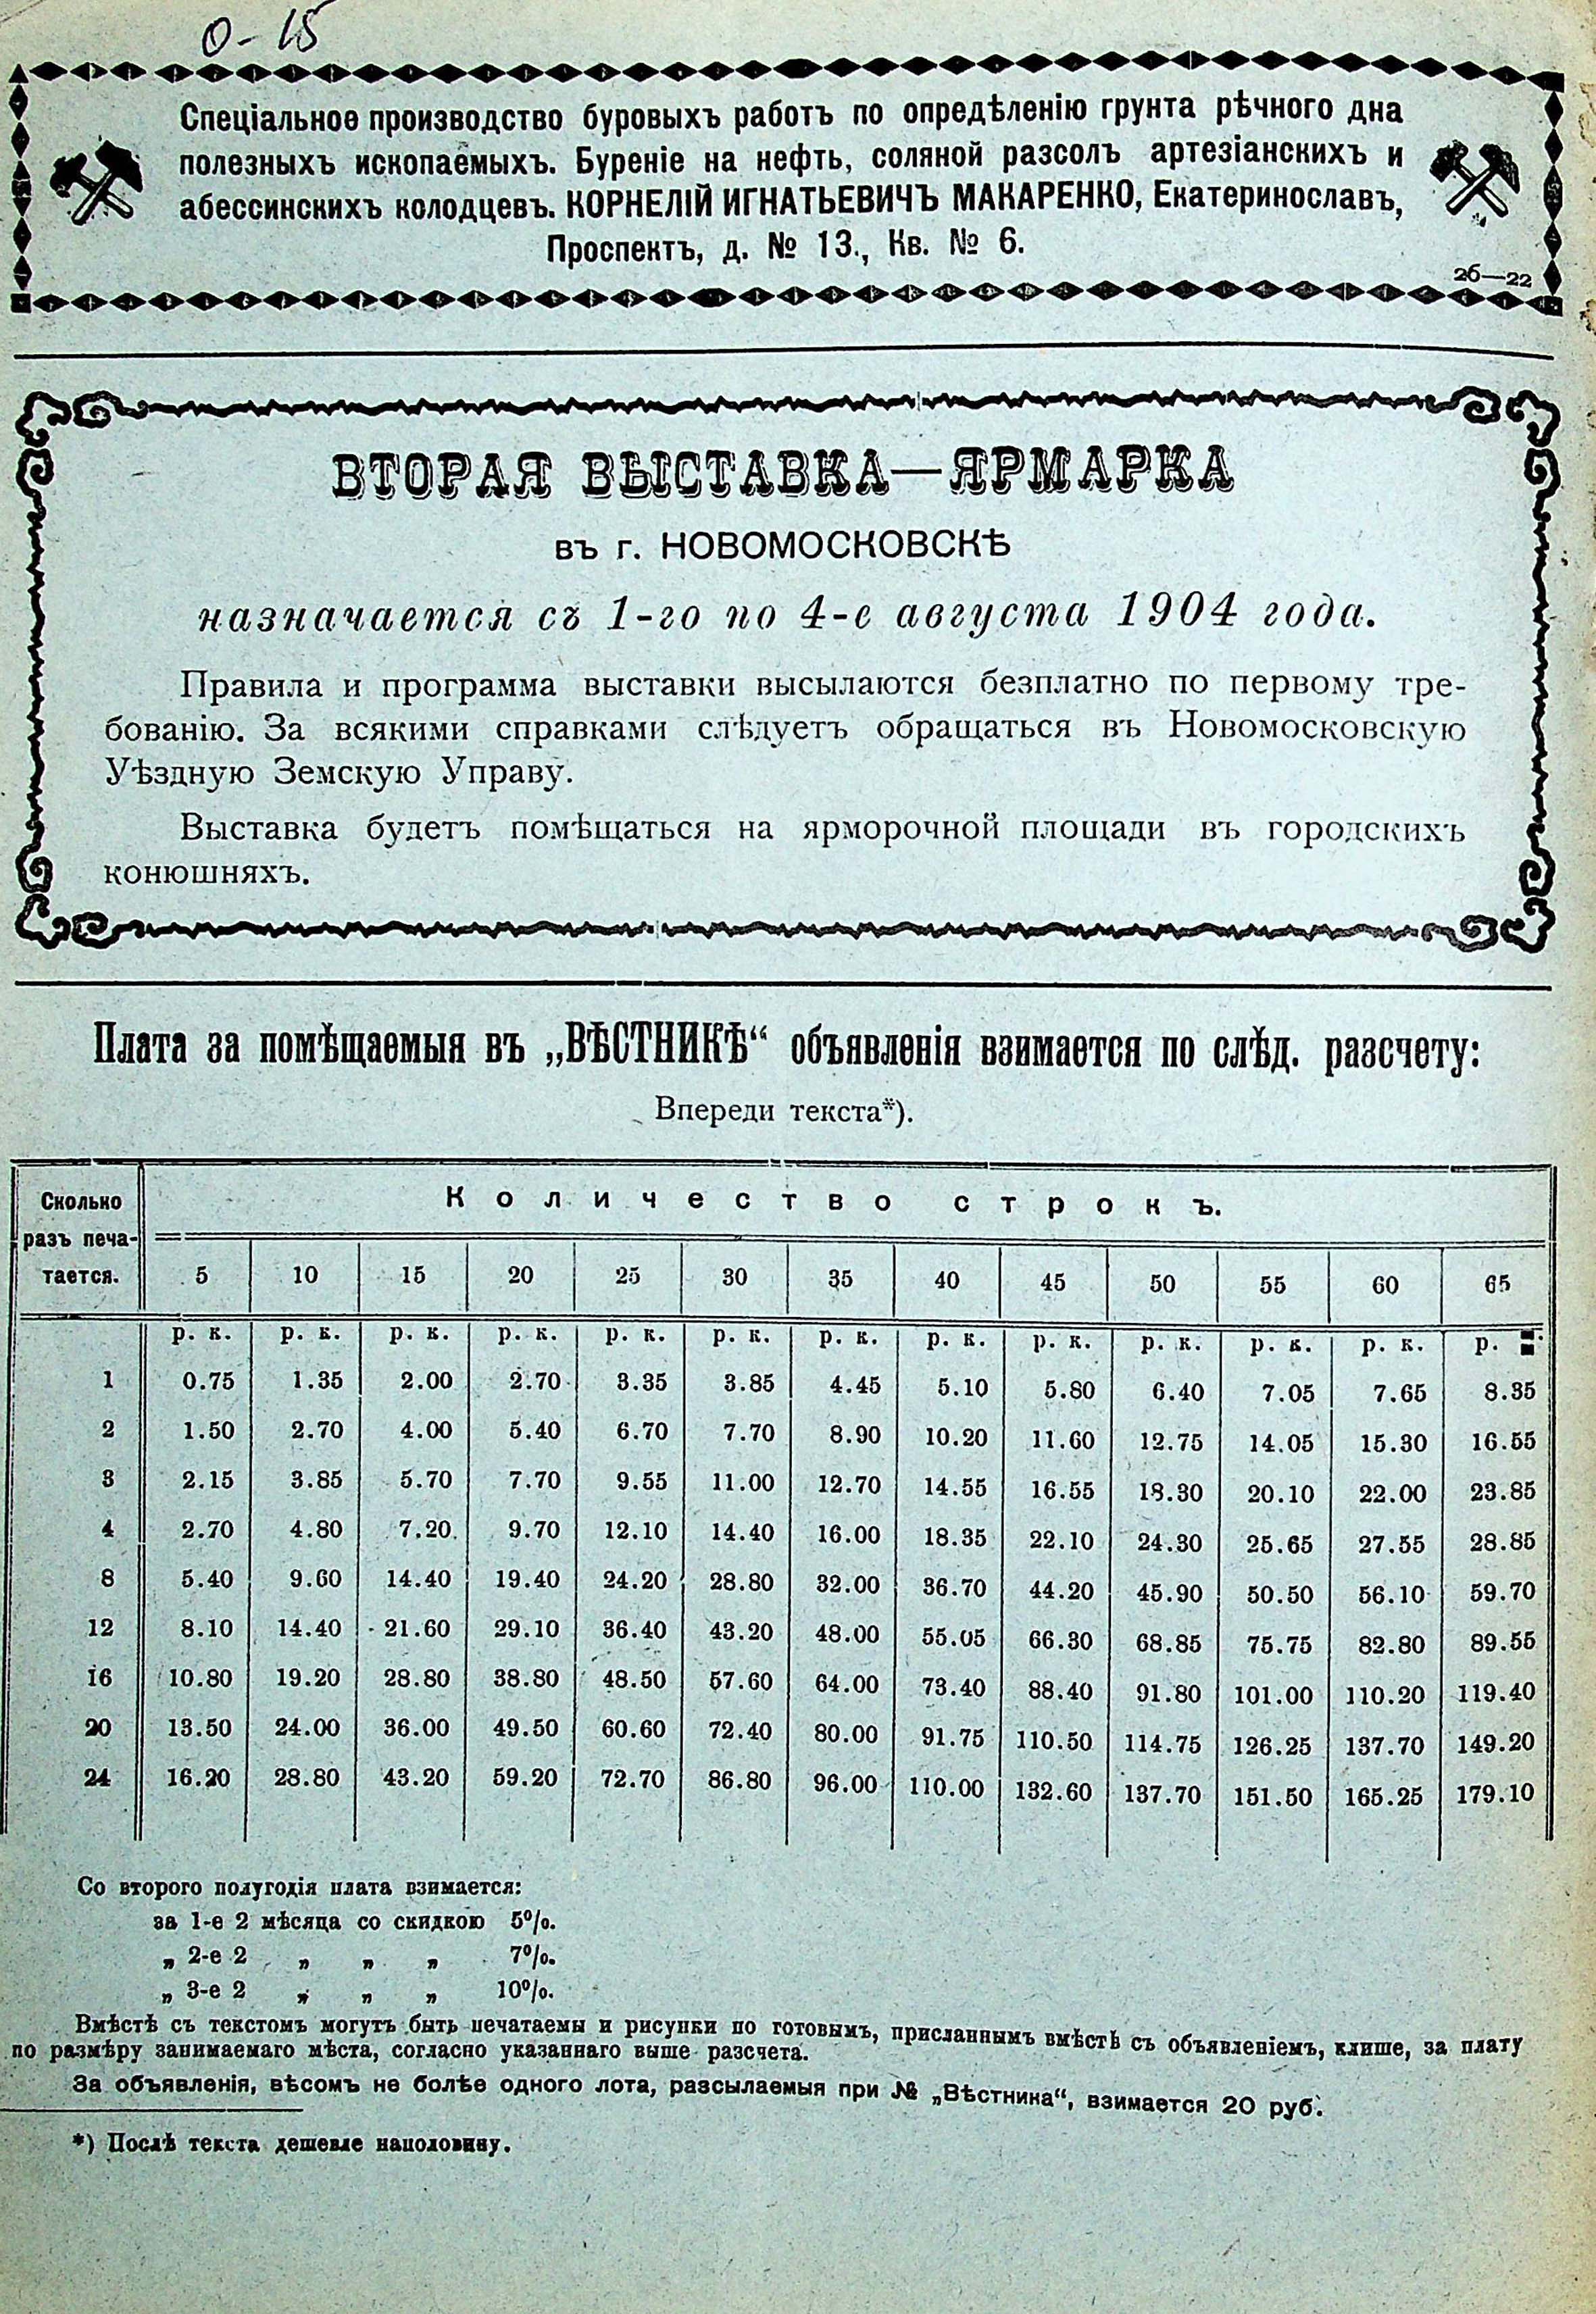 0-15
Спеціальное производство буровыхъ работъ по опредѣленію грунта рѣчного дна
полезныхъ ископаемыхъ. Буреніе на нефть, соляной разсолъ артезіанскихъ и
абессинскихъ колодцевъ. КОРНЕЛІЙ ИГНАТЬЕВИЧЪ МАКАРЕНКО, Екатеринославъ,
Проспектъ, д. № 13., Кв. № 6.
26—22
ВТОРАЯ ВЫСТАВКА—ЯРМАРКА
въ г. НОВОМОСКОВСКѢ
назначается съ 1-го по 4-е августа 1904 года.
Правила и программа выставки высылаются безплатно по первому тре-
бованію. За всякими справками слѣдуетъ обращаться въ Новомосковскую
Уѣздную Земскую Управу.
Выставка будетъ помѣщаться на ярморочной площади въ городскихъ
конюшняхъ.
Плата за помѣщаемыя въ „ВѢСТНИКѢ“ объявленія взимается по слѣд. разсчету:
Впереди текста*).
Сколько
разъ печа-
тается.
Количество строкъ.
5 10 15 20 25 30 35 40 45 50 55 60 65
р. к. р. к. р. к. р. к. р. к. р. к. р. к. р. к. р. к. р. к. р. к. р. к. р.
1 0.75 1.35 2.00 2.70 3.35 3.85 4.45 5.10 5.80 6.40 7.05 7.65 8.35
2 1.50 2.70 4.00 5.40 6.70 7.70 8.90 10.20 11.60 12.75 14.05 15.30 16.55
3 2.15 3.85 5.70 7.70 9.55 11.00 12.70 14.55 16.55 18.30 20.10 22.00 23.85
4 2.70 4.80 7.20 9.70 12.10 14.40 16.00 18.35 22.10 24.30 25.65 27.55 28.85
8 5.40 9.60 14.40 19.40 24.20 28.80 32.00 36.70 44.20 45.90 50.50 56.10 59.70
12 8.10 14.40 21.60 29.10 36.40 43.20 48.00 55.05 66.30 68.85 75.75 82.80 89.55
16 10.80 19.20 28.80 38.80 48.50 57.60 64.00 73.40 88.40 91.80 101.00 110.20 119.40
20 13.50 24.00 36.00 49.50 60.60 72.40 80.00 91.75 110.50 114.75 126.25 137.70 149.20
24 16.20 28.80 43.20 59.20 72.70 86.80 96.00 110.00 132.60 137.70 151.50 165.25 179.10
Со второго полугодія плата взимается:
за 1-е 2 мѣсяца со скидкою 5%.
„ 2-е 2 „ „ „ 7%.
„ 3-е 2 „ „ „ 10%.
Вмѣстѣ съ текстомъ могутъ быть печатаемы и рисунки по готовымъ, присланнымъ вмѣстѣ съ объявленіемъ, клише, за плату
по размѣру занимаемаго мѣста, согласно указаннаго выше разсчета.
За объявленія, вѣсомъ не болѣе одного лота, разсылаемыя при № „Вѣстника“, взимается 20 руб.
*) Послѣ текста дешевле наполовину.